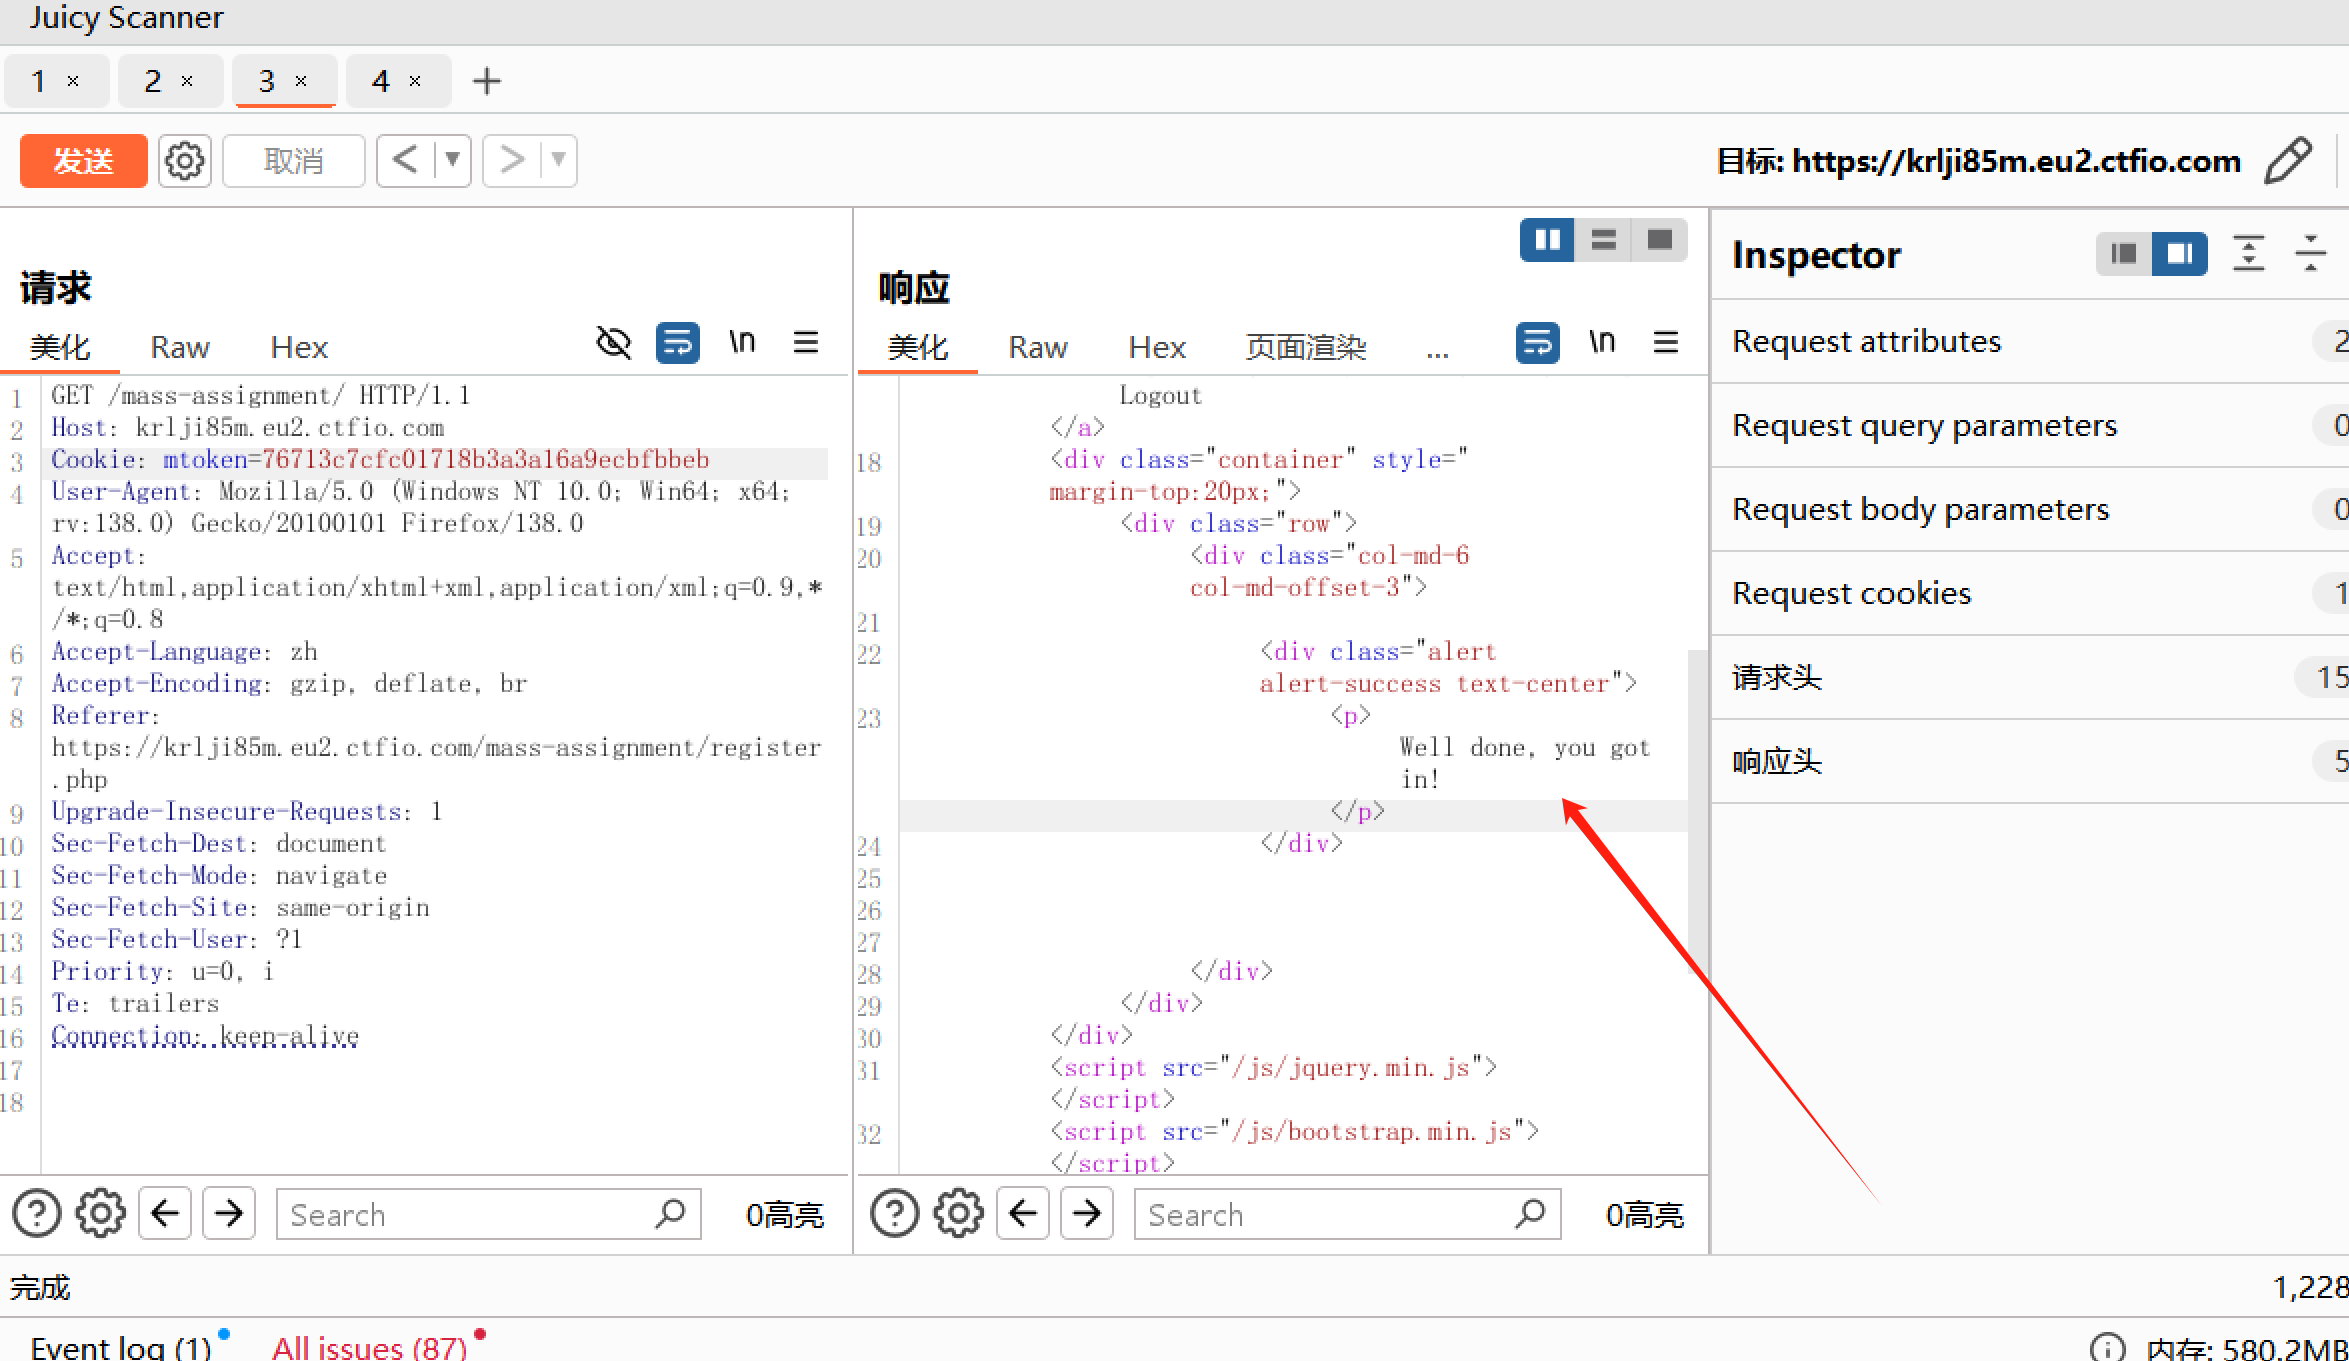 Juicy Scanner
1 ×
2 ×
3 ×
4 ×
发送
取消
目标: https://krlji85m.eu2.ctfio.com
请求
美化
Raw
Hex
\n
1 GET /mass-assignment/ HTTP/1.1
2 Host: krlji85m.eu2.ctfio.com
3 Cookie: mtoken=76713c7cfc01718b3a3a16a9ecbfbbeb
4 User-Agent: Mozilla/5.0 (Windows NT 10.0; Win64; x64;
rv:138.0) Gecko/20100101 Firefox/138.0
5 Accept:
text/html,application/xhtml+xml,application/xml;q=0.9,*
/*;q=0.8
6 Accept-Language: zh
7 Accept-Encoding: gzip, deflate, br
8 Referer:
https://krlji85m.eu2.ctfio.com/mass-assignment/register
.php
9 Upgrade-Insecure-Requests: 1
10 Sec-Fetch-Dest: document
11 Sec-Fetch-Mode: navigate
12 Sec-Fetch-Site: same-origin
13 Sec-Fetch-User: ?1
14 Priority: u=0, i
15 Te: trailers
16 Connection: keep-alive
17
18
Search
0高亮
响应
美化
Raw
Hex
页面渲染
...
\n
Logout
</a>
18 <div class="container" style="
margin-top:20px;">
19 <div class="row">
20 <div class="col-md-6
col-md-offset-3">
21
22 <div class="alert
alert-success text-center">
23 <p>
Well done, you got
in!
</p>
24 </div>
25
26
27
28 </div>
29 </div>
30 </div>
31 <script src="/js/jquery.min.js">
</script>
32 <script src="/js/bootstrap.min.js">
</script>
Search
0高亮
Inspector
Request attributes 2
Request query parameters 0
Request body parameters 0
Request cookies 1
请求头 15
响应头 5
完成
1,228
Event log (1)
All issues (87)
内存: 580.2MB